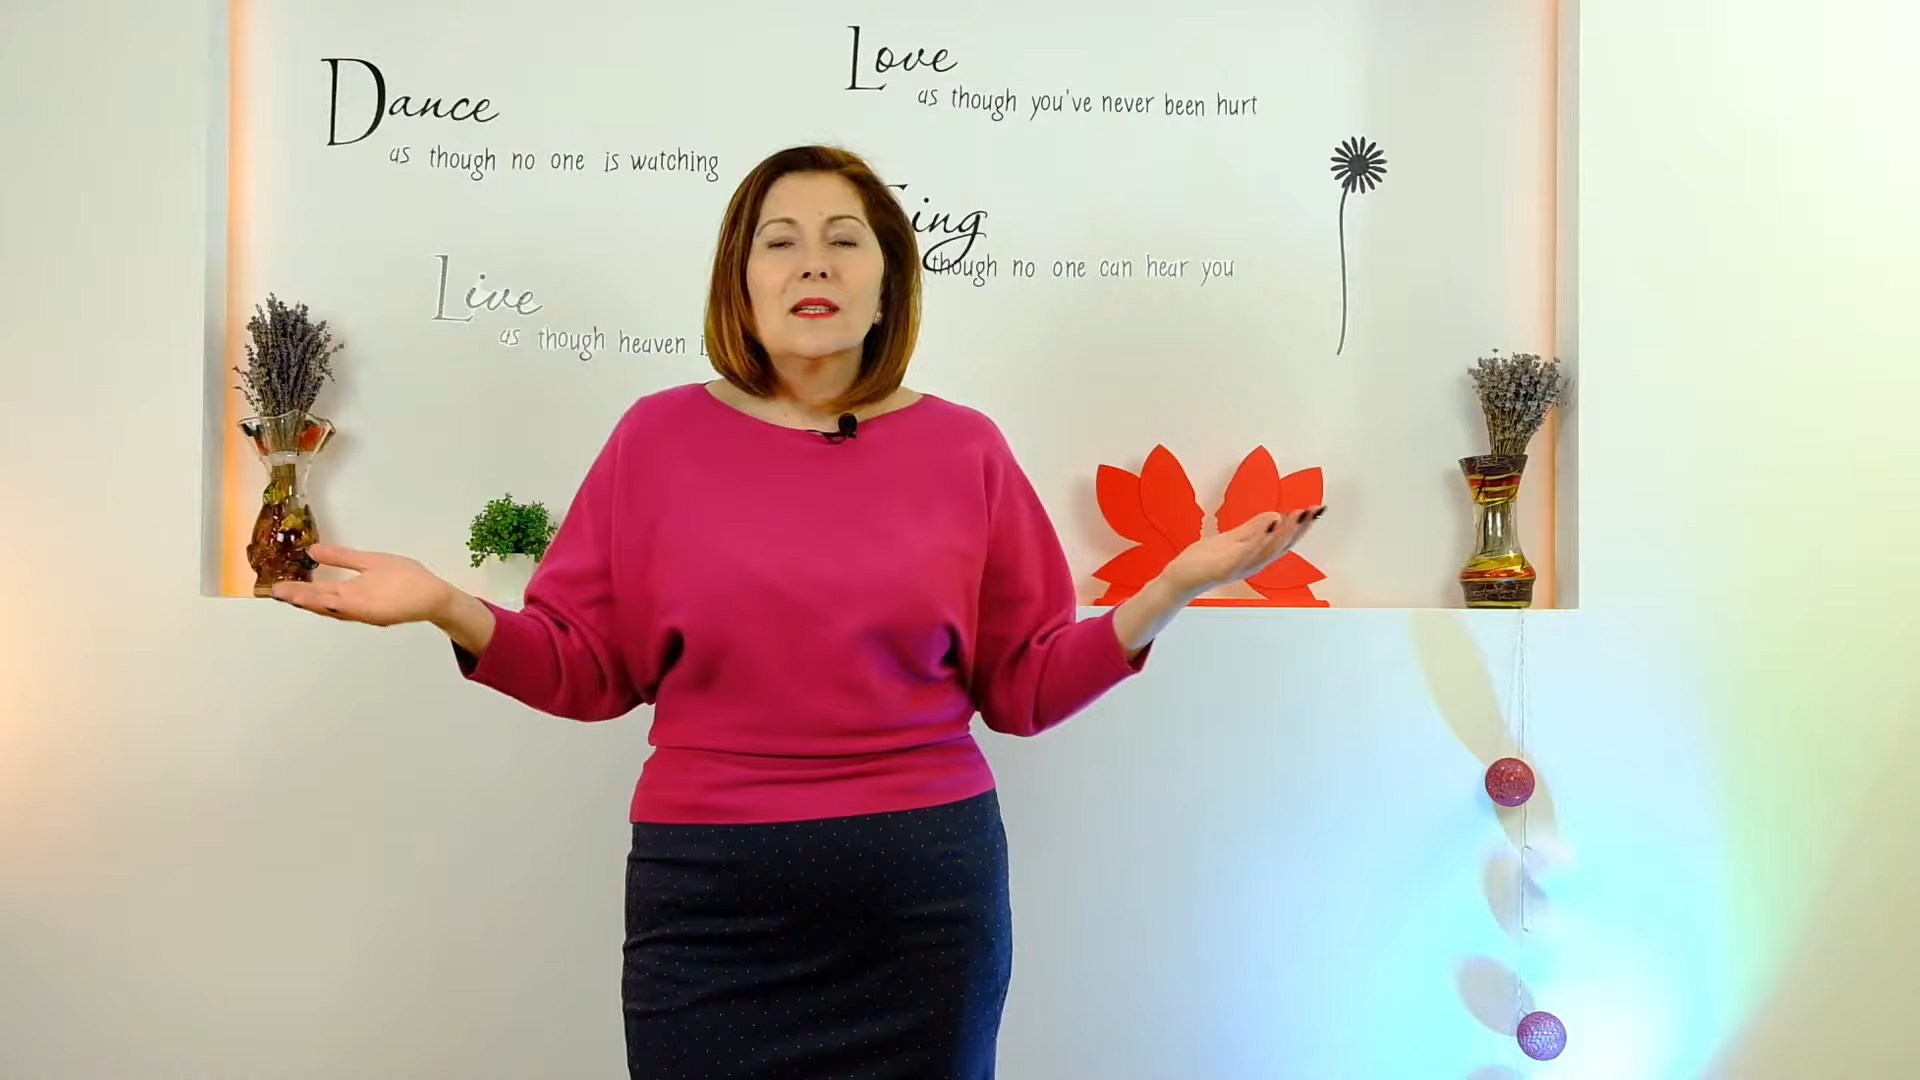 Dance
as though no one is watching
Love
as though you've never been hurt
ing
though no one can hear you
Live
as though heaven